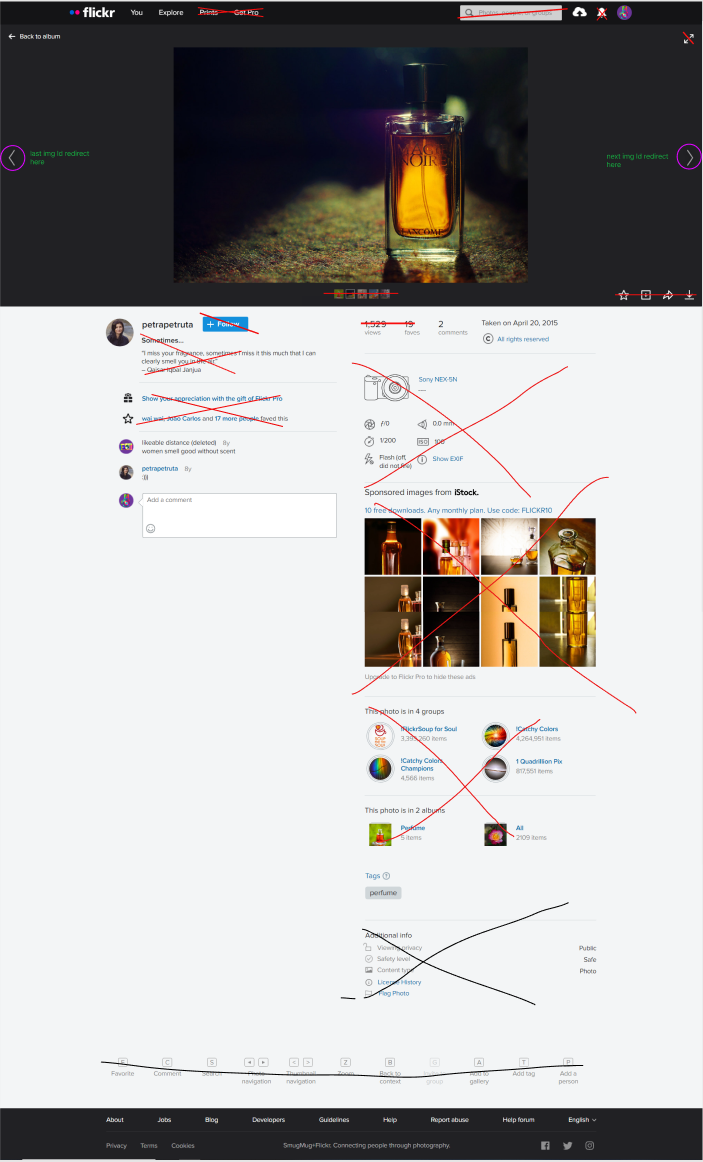 flickr
You
Explore
Prints
Get Pro
Photos, people, or groups
Back to album
MAGIE
NOIRE
LANCOME
last img id redirect
here
next img id redirect
here
petrapetruta
+ Follow
Sometimes...
"I miss your fragrance, sometimes I miss it this much that I can
clearly smell you in the air"
– Qaisar Iqbal Janjua
Show your appreciation with the gift of Flickr Pro
wai wai, João Carlos and 17 more people faved this
likeable distance (deleted) 8y
women smell good without scent
petrapetruta 8y
:)))
Add a comment
1,529
views
19
faves
2
comments
Taken on April 20, 2015
All rights reserved
Sony NEX-5N
—
ƒ/0
0.0 mm
1/200
ISO 100
Flash (off,
did not fire)
Show EXIF
Sponsored images from iStock.
10 free downloads. Any monthly plan. Use code: FLICKR10
Upgrade to Flickr Pro to hide these ads
This photo is in 4 groups
!FlickrSoup for Soul
3,393,260 items
!Catchy Colors
4,264,951 items
!Catchy Colors
Champions
4,566 items
1 Quadrillion Pix
817,551 items
This photo is in 2 albums
Perfume
5 items
All
2109 items
Tags
perfume
Additional info
Viewing privacy
Public
Safety level
Safe
Content type
Photo
License History
Flag Photo
F
C
S
Z
B
G
A
T
P
Favorite
Comment
Search
Photo
navigation
Thumbnail
navigation
Zoom
Back to
context
group
Add to
gallery
Add tag
Add a
person
About
Jobs
Blog
Developers
Guidelines
Help
Report abuse
Help forum
English
Privacy
Terms
Cookies
SmugMug+Flickr. Connecting people through photography.